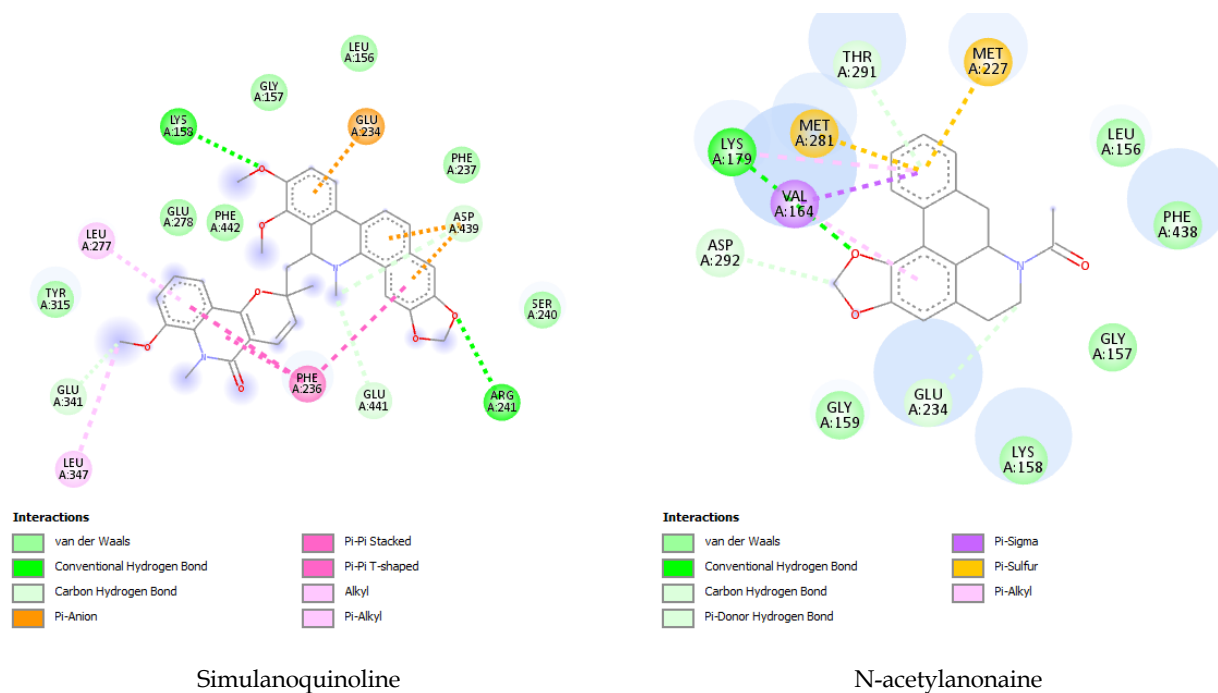 LEU
A:156
GLY
A:157
LYS
A:158
GLU
A:234
PHE
A:237
ASP
A:439
GLU
A:278
PHE
A:442
LEU
A:277
TYR
A:315
SER
A:240
GLU
A:341
PHE
A:236
GLU
A:441
ARG
A:241
LEU
A:347
O
O
O
N
O
O
O
N
O
Interactions
van der Waals
Conventional Hydrogen Bond
Carbon Hydrogen Bond
Pi-Anion
Pi-Pi Stacked
Pi-Pi T-shaped
Alkyl
Pi-Alkyl
Simulanoquinoline
THR
A:291
MET
A:227
MET
A:281
LYS
A:179
LEU
A:156
VAL
A:164
PHE
A:438
ASP
A:292
GLY
A:157
GLU
A:234
GLY
A:159
LYS
A:158
O
O
N
O
Interactions
van der Waals
Conventional Hydrogen Bond
Carbon Hydrogen Bond
Pi-Donor Hydrogen Bond
Pi-Sigma
Pi-Sulfur
Pi-Alkyl
N-acetylanonaine